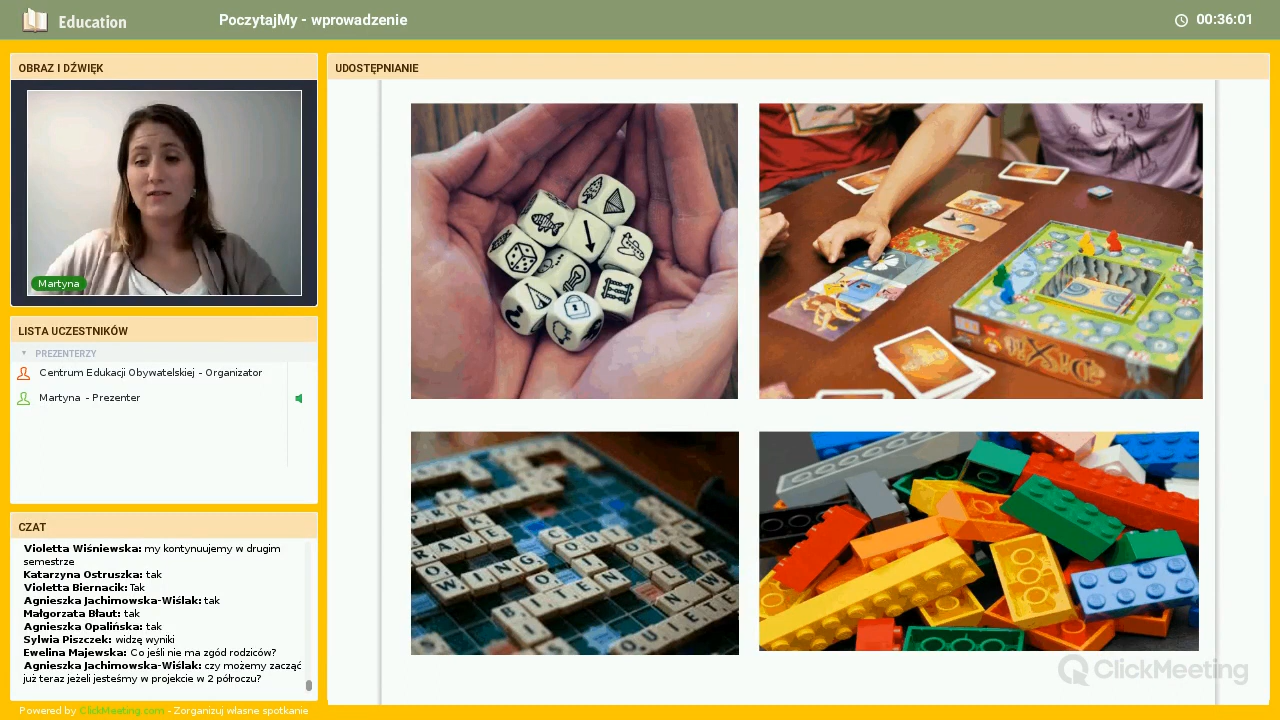 Education
PoczytajMy - wprowadzenie
00:36:01
OBRAZ I DŹWIĘK
Martyna
LISTA UCZESTNIKÓW
PREZENTERZY
Centrum Edukacji Obywatelskiej - Organizator
Martyna - Prezenter
CZAT
Violetta Wiśniewska: my kontynuujemy w drugim
semestrze
Katarzyna Ostruszka: tak
Violetta Biernacik: Tak
Agnieszka Jachimowska-Wiślak: tak
Małgorzata Błaut: tak
Agnieszka Opalińska: tak
Sylwia Piszczek: widzę wyniki
Ewelina Majewska: Co jeśli nie ma zgód rodziców?
Agnieszka Jachimowska-Wiślak: czy możemy zacząć
już teraz jeżeli jesteśmy w projekcie w 2 półroczu?
Powered by ClickMeeting.com - Zorganizuj własne spotkanie
UDOSTĘPNIANIE
DiXit
WING
ClickMeeting